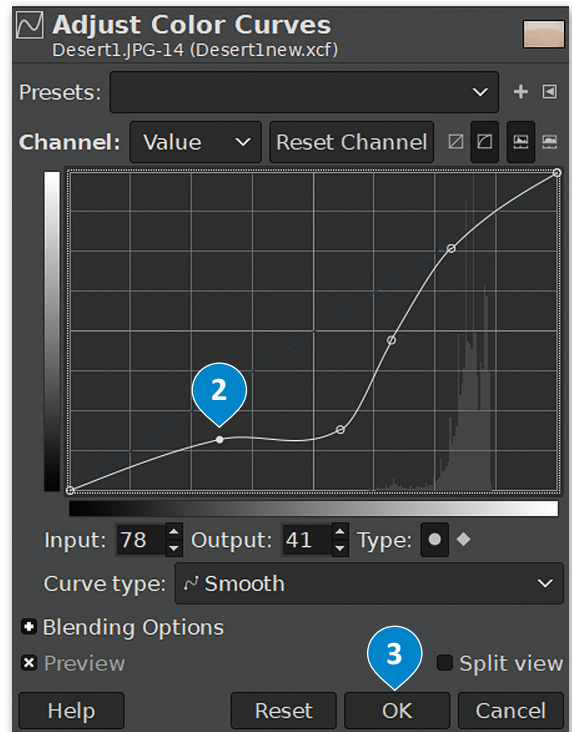 Adjust Color Curves
Desert1.JPG-14 (Desert1new.xcf)
Presets:
Channel: Value Reset Channel
2
Input: 78 Output: 41 Type:
Curve type: Smooth
Blending Options
3
Preview Split view
Help Reset OK Cancel